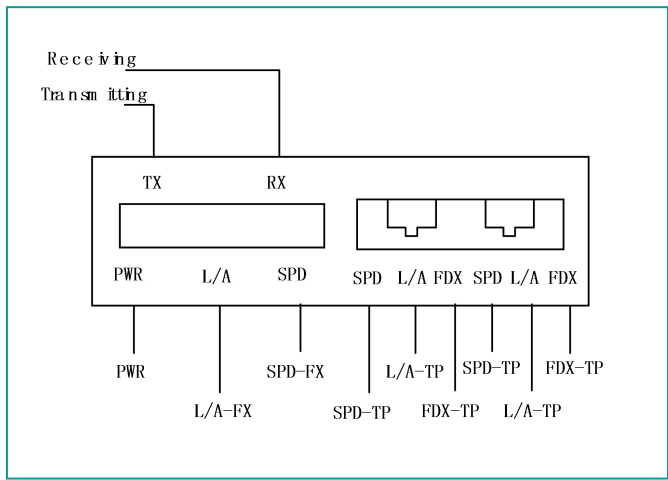 Receiving
Transmitting
TX RX
PWR L/A SPD SPD L/A FDX SPD L/A FDX
PWR SPD-FX L/A-TP SPD-TP FDX-TP
L/A-FX SPD-TP FDX-TP L/A-TP